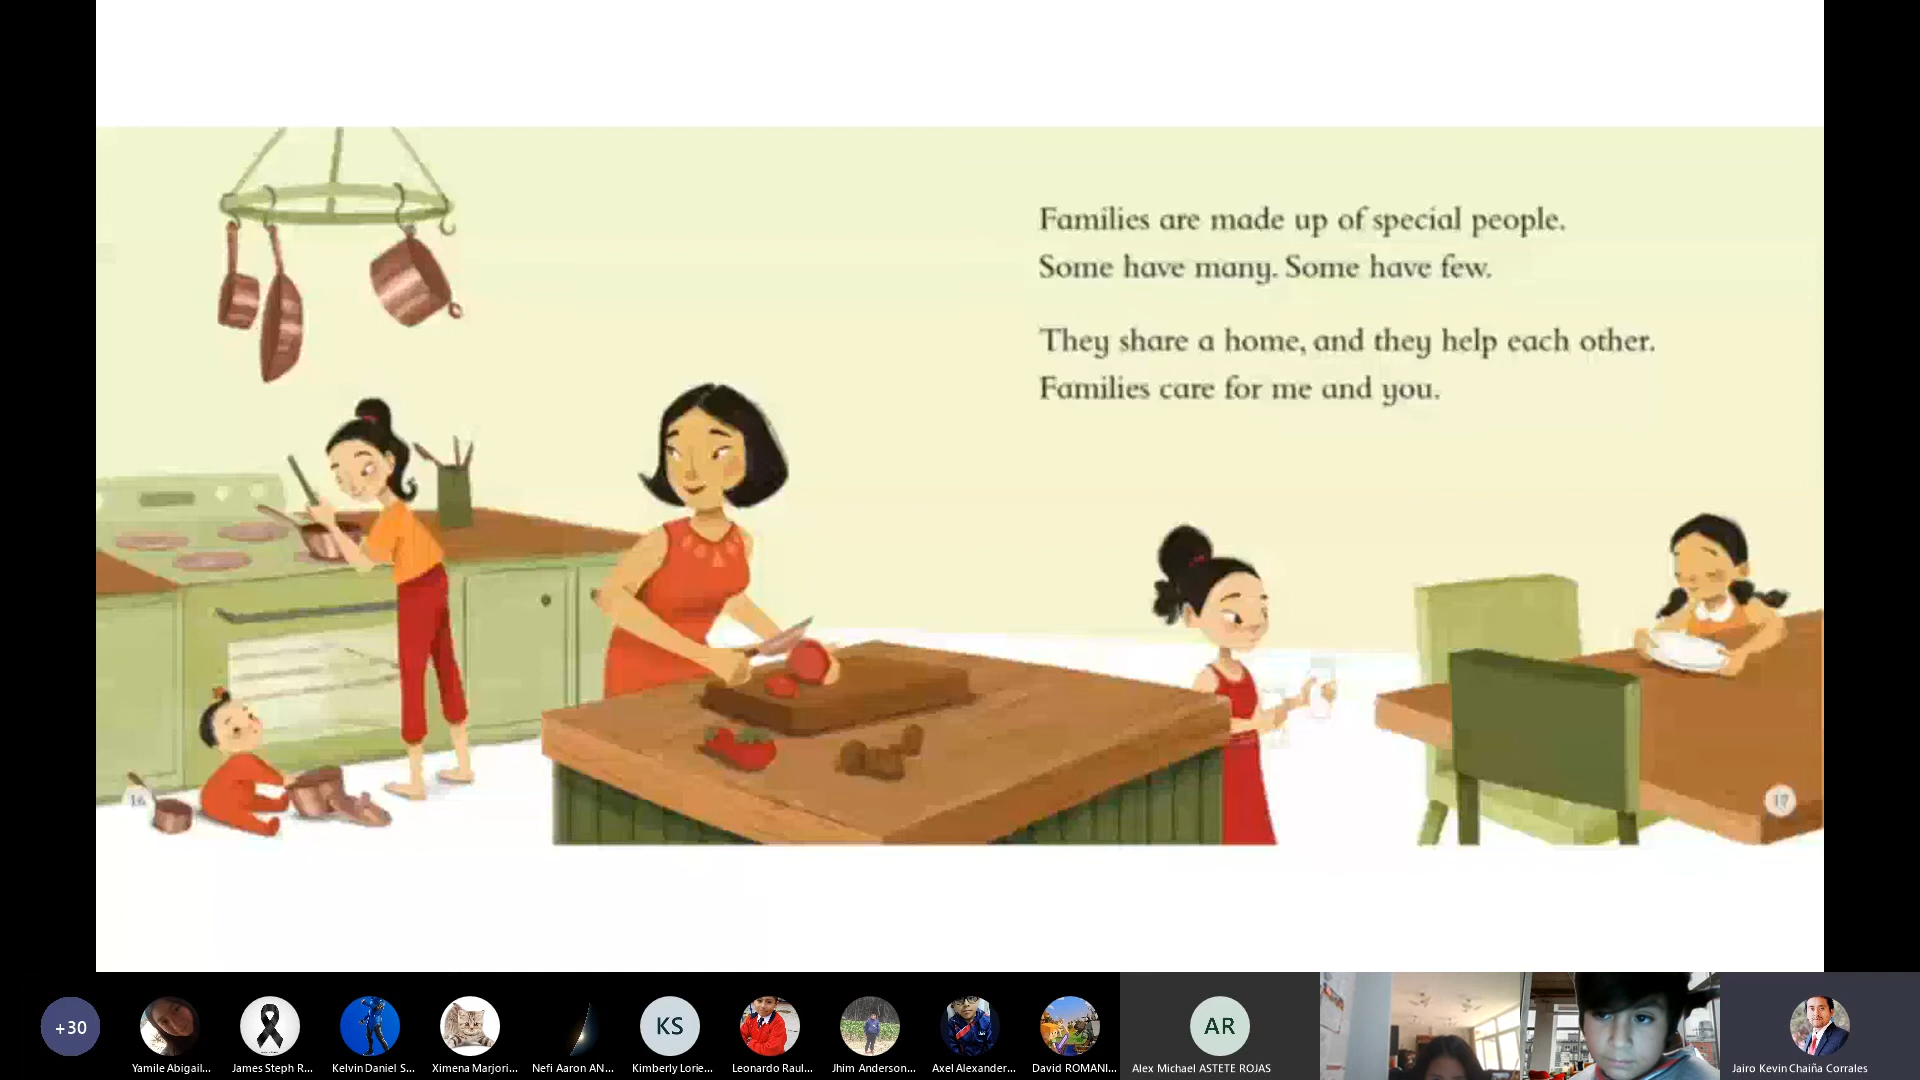 Families are made up of special people.
Some have many. Some have few.
They share a home, and they help each other.
Families care for me and you.
16
17
+30
KS
AR
Yamile Abigail...
James Steph R...
Kelvin Daniel S...
Ximena Marjori...
Nefi Aaron AN...
Kimberly Lorie...
Leonardo Raul...
Jhim Anderson...
Axel Alexander...
David ROMANI...
Alex Michael ASTETE ROJAS
Jairo Kevin Chaiña Corrales